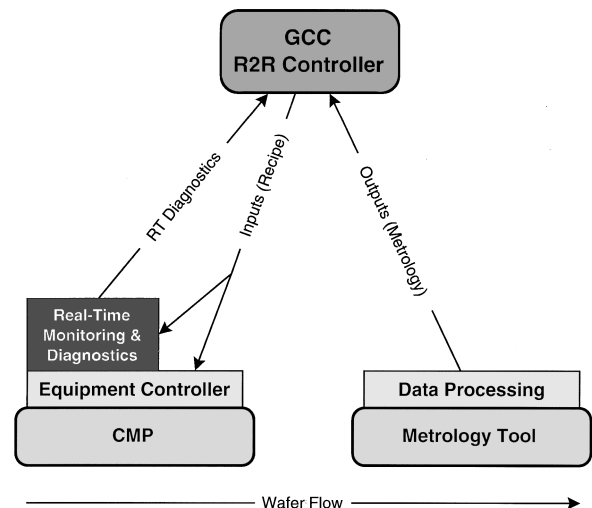 GCC
R2R Controller
RT Diagnostics
Inputs (Recipe)
Outputs (Metrology)
Real-Time
Monitoring &
Diagnostics
Equipment Controller
CMP
Data Processing
Metrology Tool
Wafer Flow